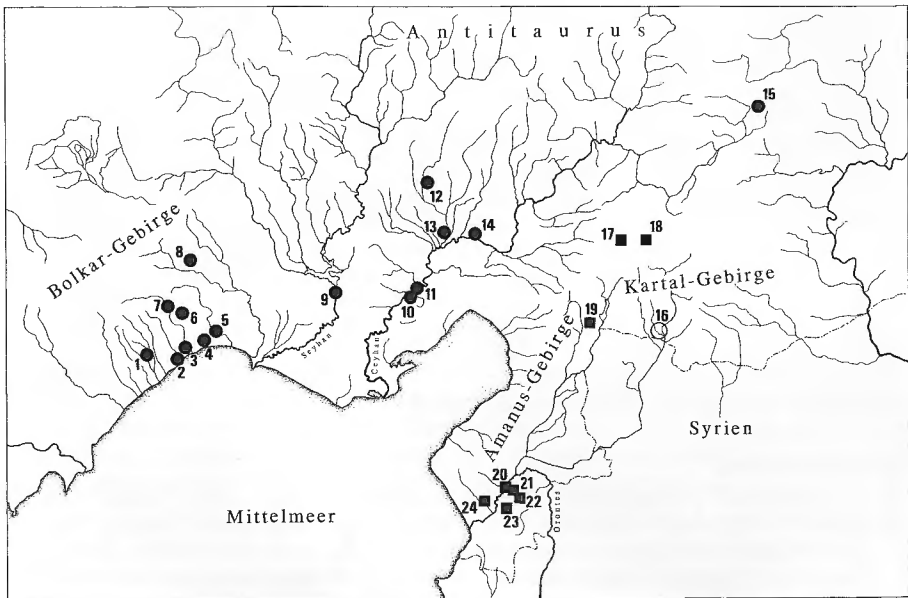 Antitaurus
15
12
13
14
17
18
Bolkar-Gebirge
8
Kartal-Gebirge
9
11
10
7
6
19
16
5
4
3
1
2
Seyhan
Ceyhan
Amanus-Gebirge
Syrien
20
21
22
24
23
Orontes
Mittelmeer